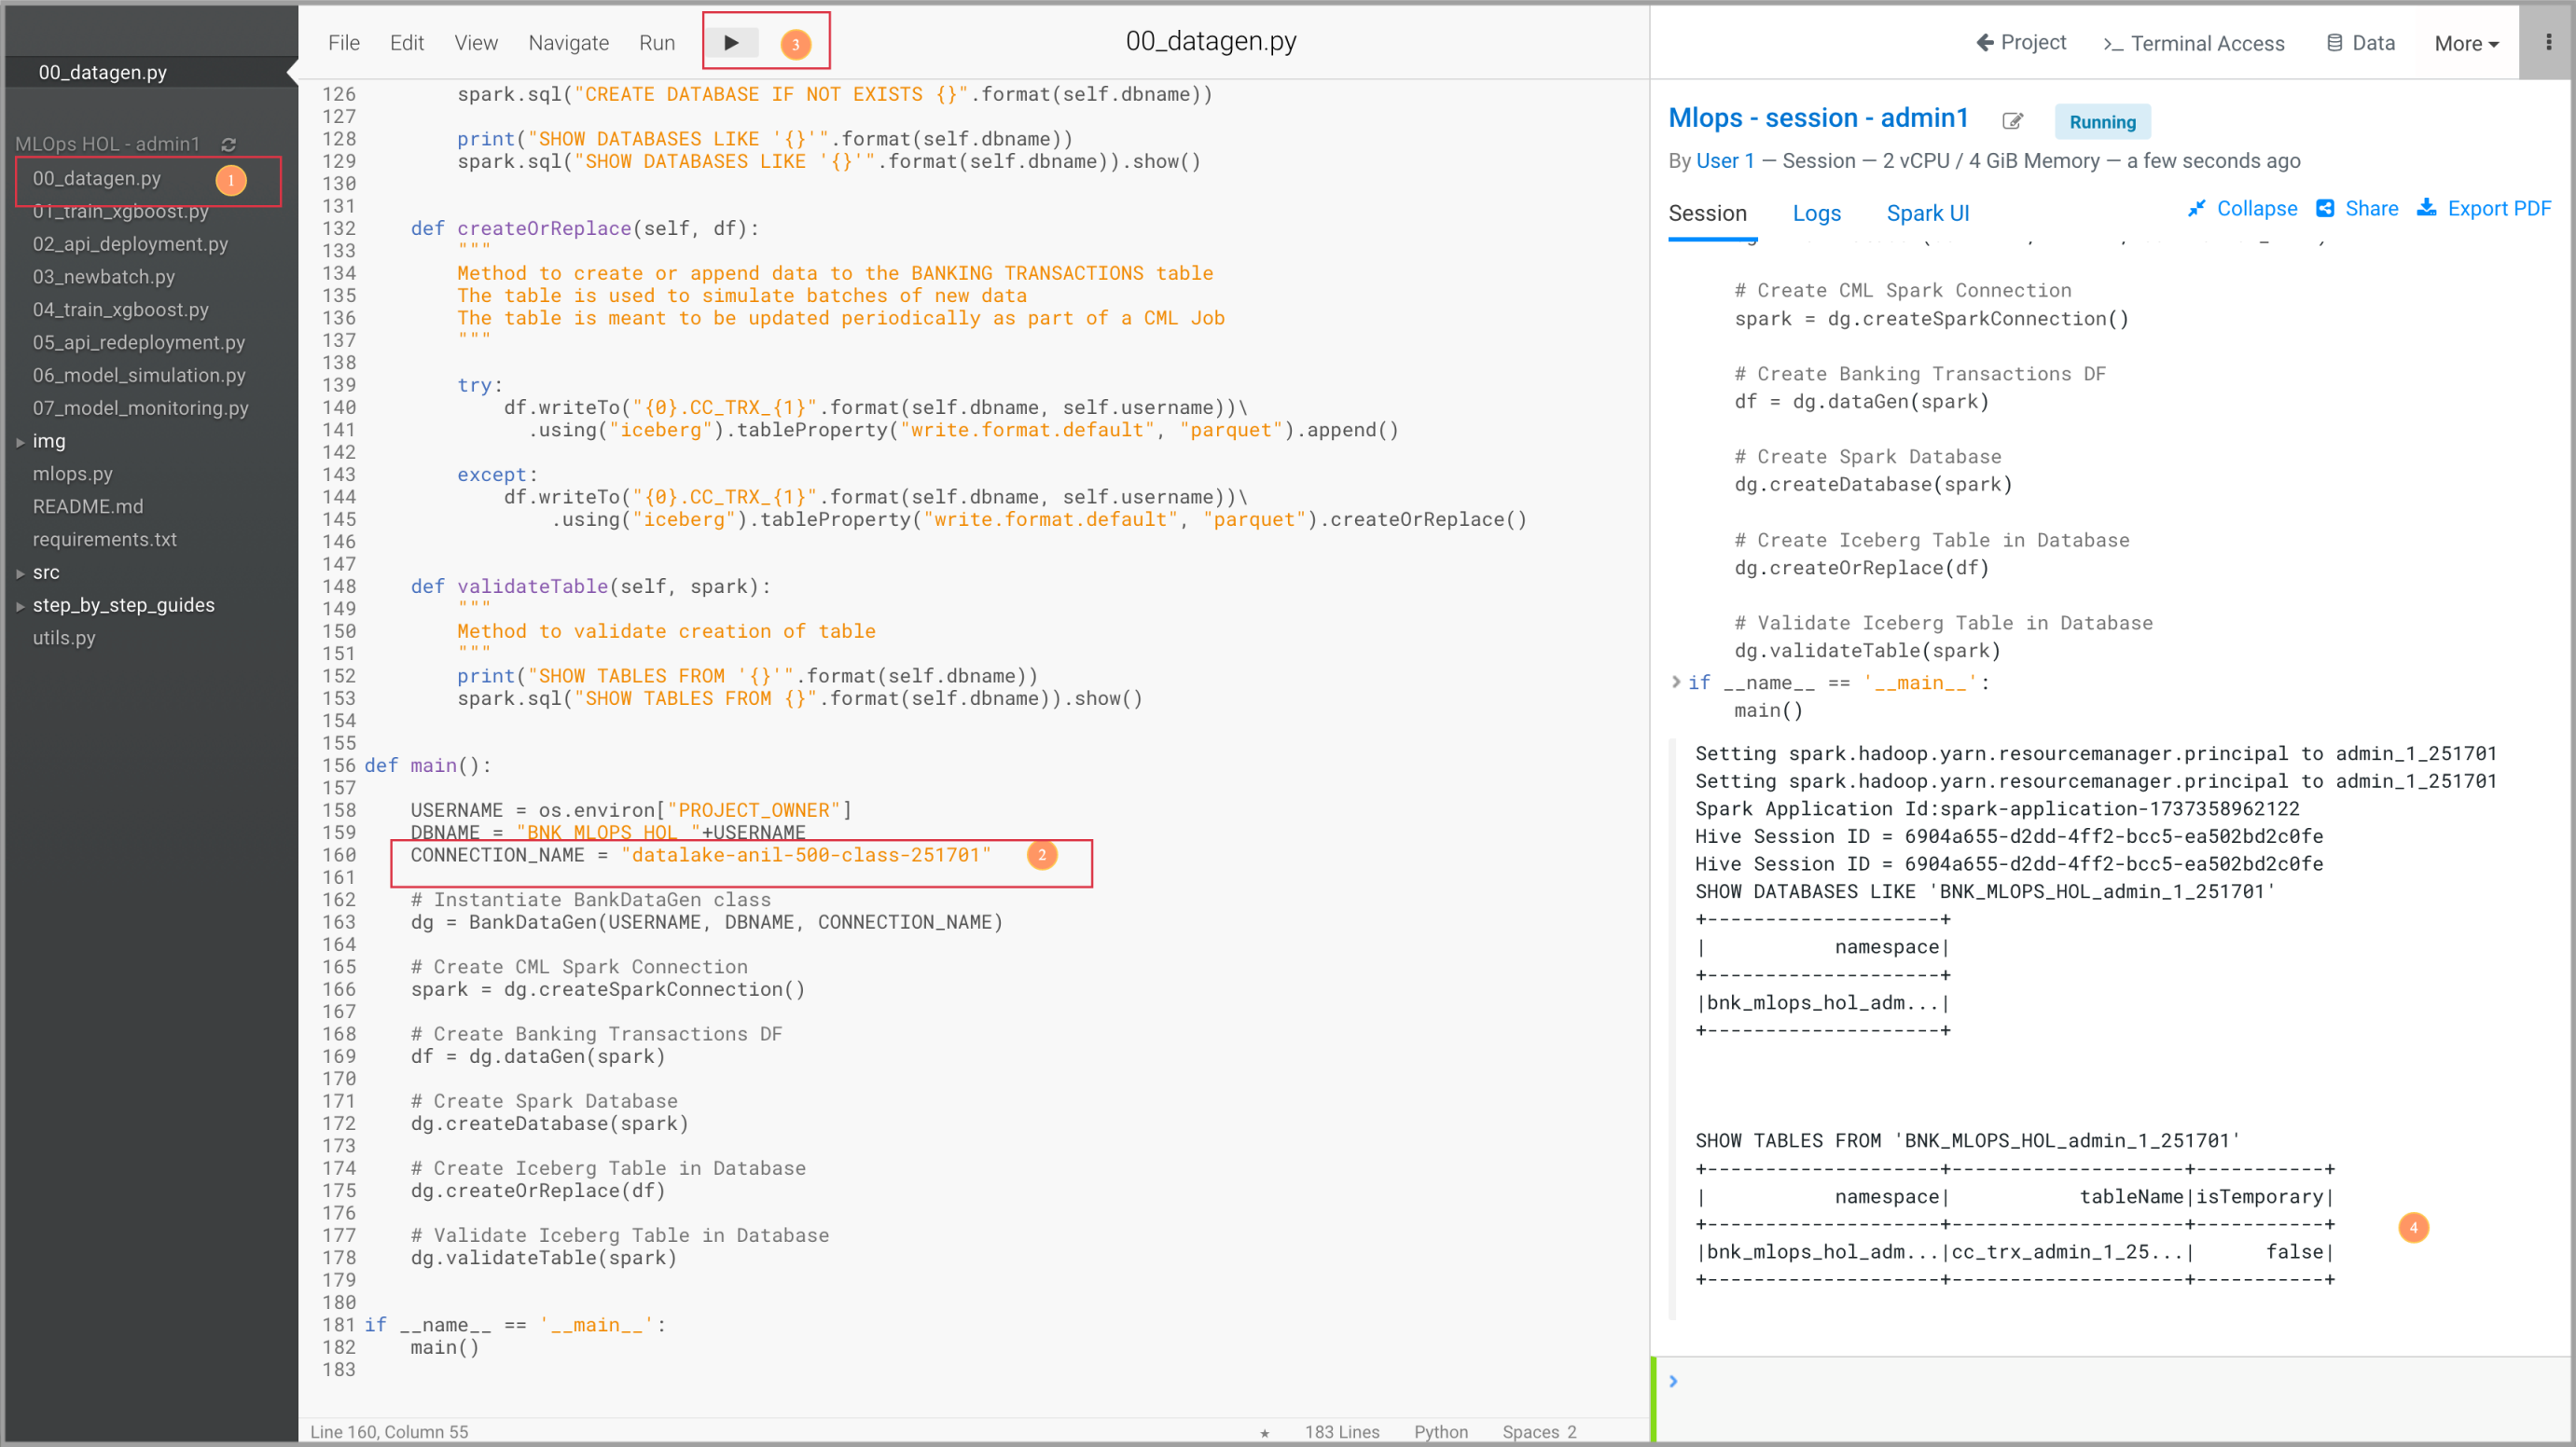 00_datagen.py
MLOps HOL - admin1
00_datagen.py
1
01_train_xgboost.py
02_api_deployment.py
03_newbatch.py
04_train_xgboost.py
05_api_redeployment.py
06_model_simulation.py
07_model_monitoring.py
img
mlops.py
README.md
requirements.txt
src
step_by_step_guides
utils.py
File Edit View Navigate Run 3 00_datagen.py
126 spark.sql("CREATE DATABASE IF NOT EXISTS {}".format(self.dbname))
127
128 print("SHOW DATABASES LIKE '{}'".format(self.dbname))
129 spark.sql("SHOW DATABASES LIKE '{}'".format(self.dbname)).show()
130
131
132 def createOrReplace(self, df):
133 """
134 Method to create or append data to the BANKING TRANSACTIONS table
135 The table is used to simulate batches of new data
136 The table is meant to be updated periodically as part of a CML Job
137 """
138
139 try:
140 df.writeTo("{0}.CC_TRX_{1}".format(self.dbname, self.username))\
141 .using("iceberg").tableProperty("write.format.default", "parquet").append()
142
143 except:
144 df.writeTo("{0}.CC_TRX_{1}".format(self.dbname, self.username))\
145 .using("iceberg").tableProperty("write.format.default", "parquet").createOrReplace()
146
147
148 def validateTable(self, spark):
149 """
150 Method to validate creation of table
151 """
152 print("SHOW TABLES FROM '{}'".format(self.dbname))
153 spark.sql("SHOW TABLES FROM {}".format(self.dbname)).show()
154
155
156 def main():
157
158 USERNAME = os.environ["PROJECT_OWNER"]
159 DBNAME = "BNK_MLOPS_HOL_"+USERNAME
160 CONNECTION_NAME = "datalake-anil-500-class-251701" 2
161
162 # Instantiate BankDataGen class
163 dg = BankDataGen(USERNAME, DBNAME, CONNECTION_NAME)
164
165 # Create CML Spark Connection
166 spark = dg.createSparkConnection()
167
168 # Create Banking Transactions DF
169 df = dg.dataGen(spark)
170
171 # Create Spark Database
172 dg.createDatabase(spark)
173
174 # Create Iceberg Table in Database
175 dg.createOrReplace(df)
176
177 # Validate Iceberg Table in Database
178 dg.validateTable(spark)
179
180
181 if __name__ == '__main__':
182 main()
183
Line 160, Column 55 ★ 183 Lines Python Spaces 2
Project >_ Terminal Access Data More
Mlops - session - admin1 Running
By User 1 — Session — 2 vCPU / 4 GiB Memory — a few seconds ago
Session Logs Spark UI Collapse Share Export PDF
# Create CML Spark Connection
spark = dg.createSparkConnection()
# Create Banking Transactions DF
df = dg.dataGen(spark)
# Create Spark Database
dg.createDatabase(spark)
# Create Iceberg Table in Database
dg.createOrReplace(df)
# Validate Iceberg Table in Database
dg.validateTable(spark)
> if __name__ == '__main__':
main()
Setting spark.hadoop.yarn.resourcemanager.principal to admin_1_251701
Setting spark.hadoop.yarn.resourcemanager.principal to admin_1_251701
Spark Application Id:spark-application-1737358962122
Hive Session ID = 6904a655-d2dd-4ff2-bcc5-ea502bd2c0fe
Hive Session ID = 6904a655-d2dd-4ff2-bcc5-ea502bd2c0fe
SHOW DATABASES LIKE 'BNK_MLOPS_HOL_admin_1_251701'
+--------------------+
|           namespace|
+--------------------+
|bnk_mlops_hol_adm...|
+--------------------+
SHOW TABLES FROM 'BNK_MLOPS_HOL_admin_1_251701'
+--------------------+--------------------+-----------+
|           namespace|           tableName|isTemporary|
+--------------------+--------------------+-----------+
4
|bnk_mlops_hol_adm...|cc_trx_admin_1_25...|      false|
+--------------------+--------------------+-----------+
>